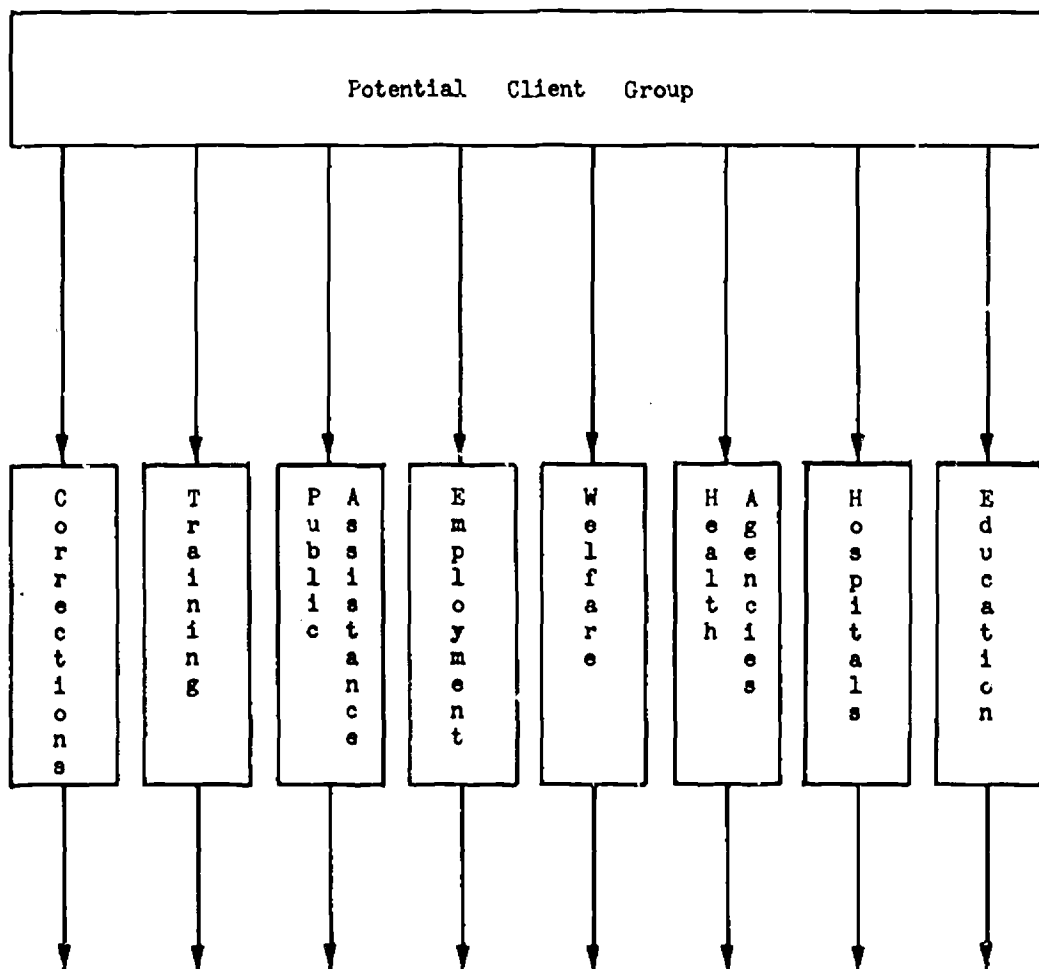 Potential Client Group
Corrections
Training
Public
Assistance
Employment
Welfare
Health
Agencies
Hospitals
Education